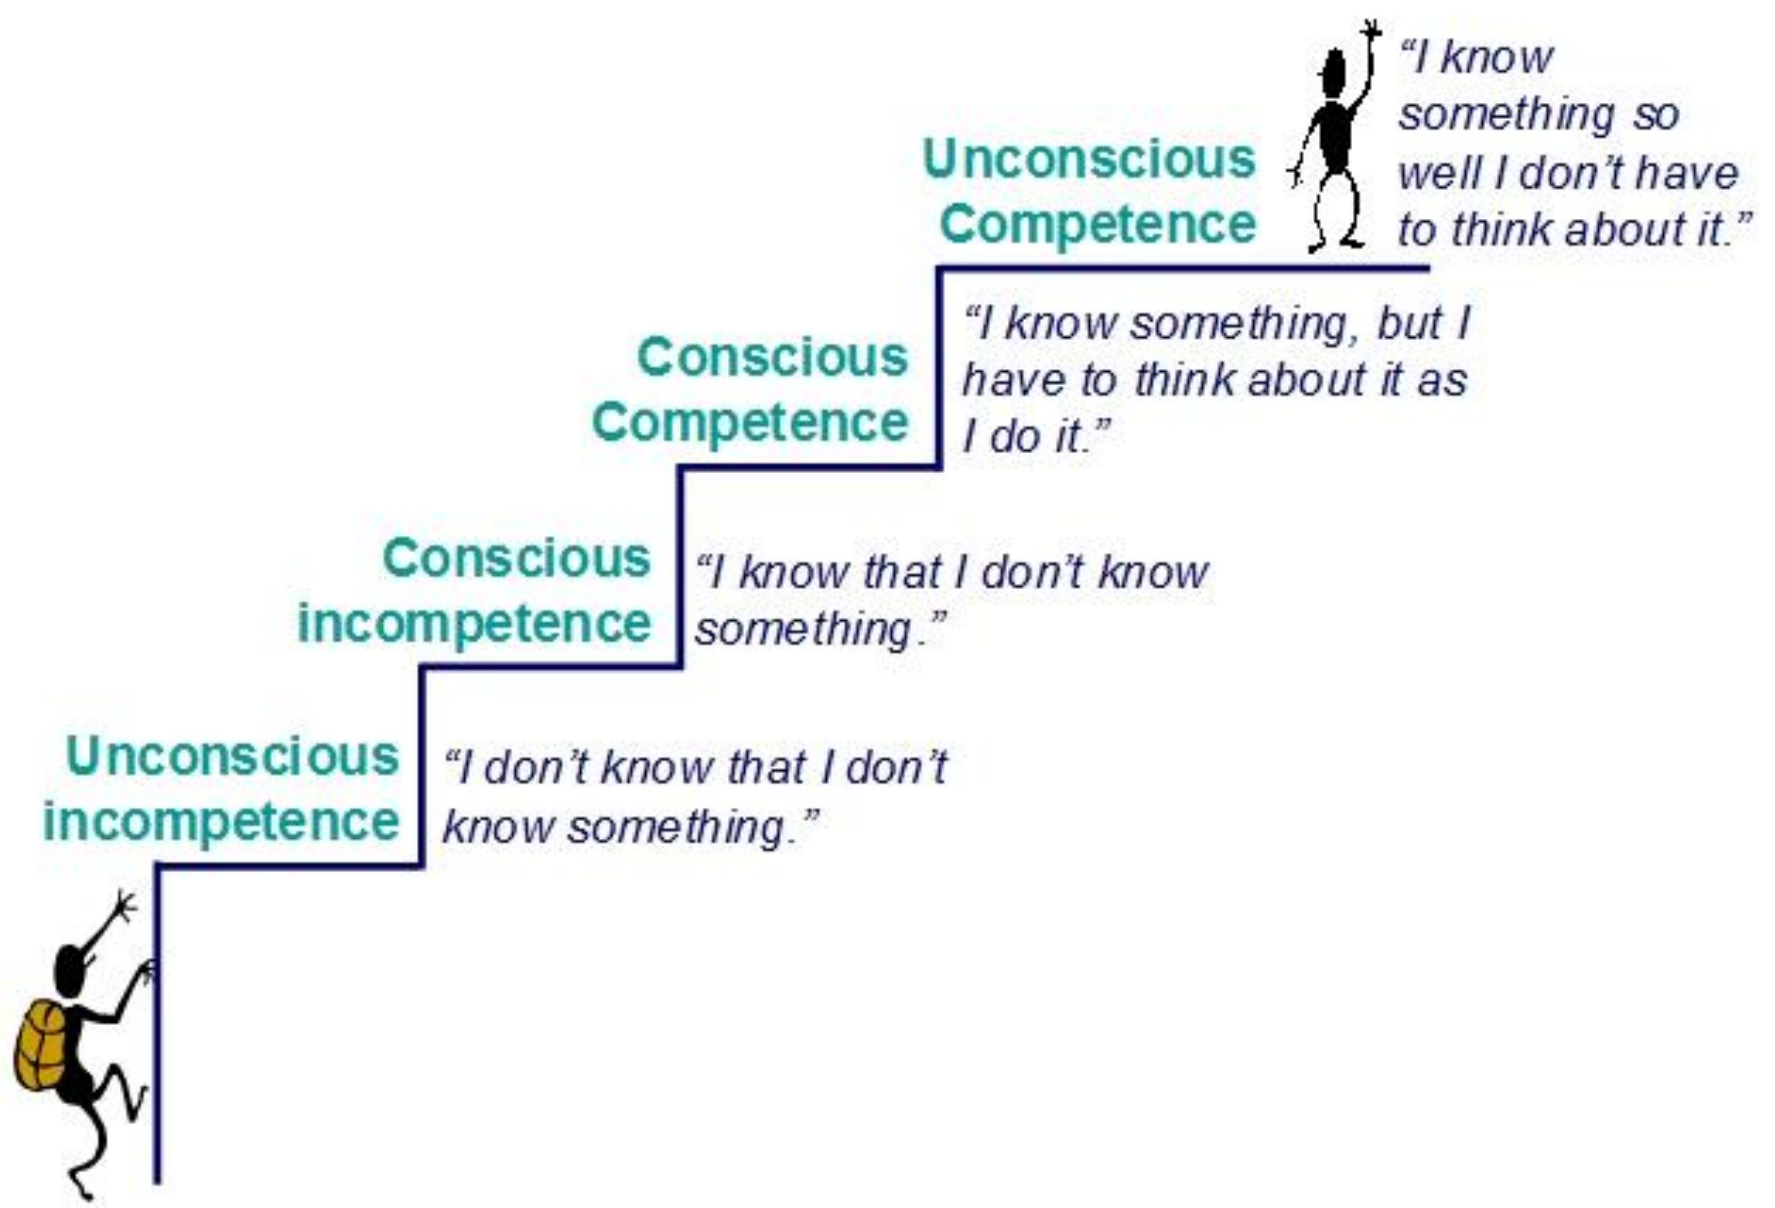 Unconscious
Competence
“I know
something so
well I don’t have
to think about it.”
Conscious
Competence
“I know something, but I
have to think about it as
I do it.”
Conscious
incompetence
“I know that I don’t know
something.”
Unconscious
incompetence
“I don’t know that I don’t
know something.”